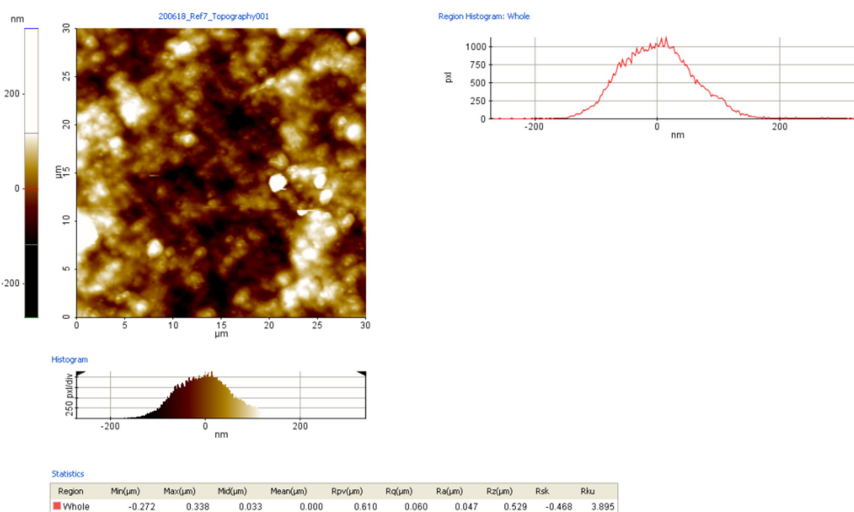 nm
200618_Ref7_Topography001
Region Histogram: Whole
30
25
20
15
10
5
0
µm
200
0
-200
0 5 10 15 20 25 30
µm
1000
750
500
250
0
pxl
-200 0 200
nm
Histogram
250 pxl/div
-200 0 200
nm
Statistics
Region Min(µm) Max(µm) Mid(µm) Mean(µm) Rpv(µm) Rq(µm) Ra(µm) Rz(µm) Rsk Rku
Whole -0.272 0.338 0.033 0.000 0.610 0.060 0.047 0.529 -0.468 3.895